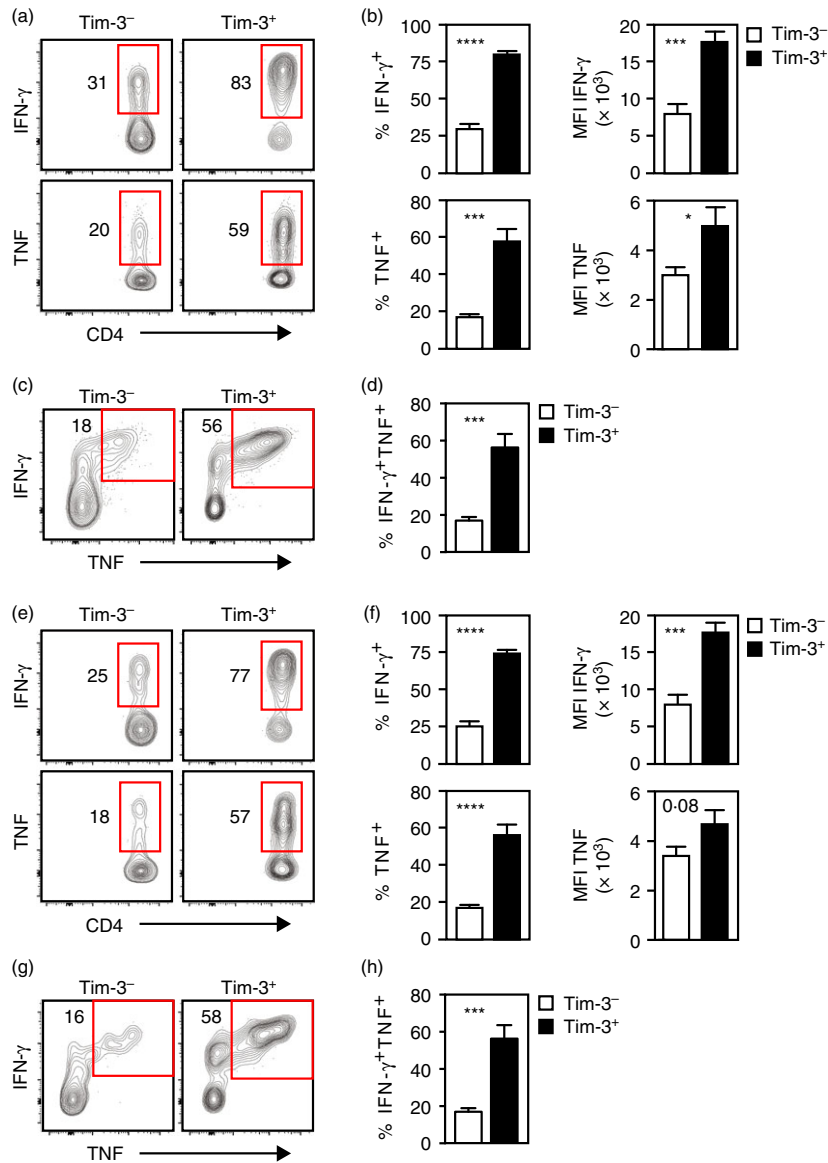 (a)
Tim-3⁻ Tim-3⁺
IFN-γ
31
83
TNF
20
59
CD4
(b)
% IFN-γ⁺
100
75
50
25
0
****
MFI IFN-γ
(× 10³)
20
15
10
5
0
***
Tim-3⁻
Tim-3⁺
% TNF⁺
80
60
40
20
0
***
MFI TNF
(× 10³)
6
4
2
0
*
(c)
Tim-3⁻ Tim-3⁺
IFN-γ
18
56
TNF
(d)
% IFN-γ⁺TNF⁺
80
60
40
20
0
***
Tim-3⁻
Tim-3⁺
(e)
Tim-3⁻ Tim-3⁺
IFN-γ
25
77
TNF
18
57
CD4
(f)
% IFN-γ⁺
100
75
50
25
0
****
MFI IFN-γ
(× 10³)
20
15
10
5
0
***
Tim-3⁻
Tim-3⁺
% TNF⁺
80
60
40
20
0
****
MFI TNF
(× 10³)
6
4
2
0
0·08
(g)
Tim-3⁻ Tim-3⁺
IFN-γ
16
58
TNF
(h)
% IFN-γ⁺TNF⁺
80
60
40
20
0
***
Tim-3⁻
Tim-3⁺